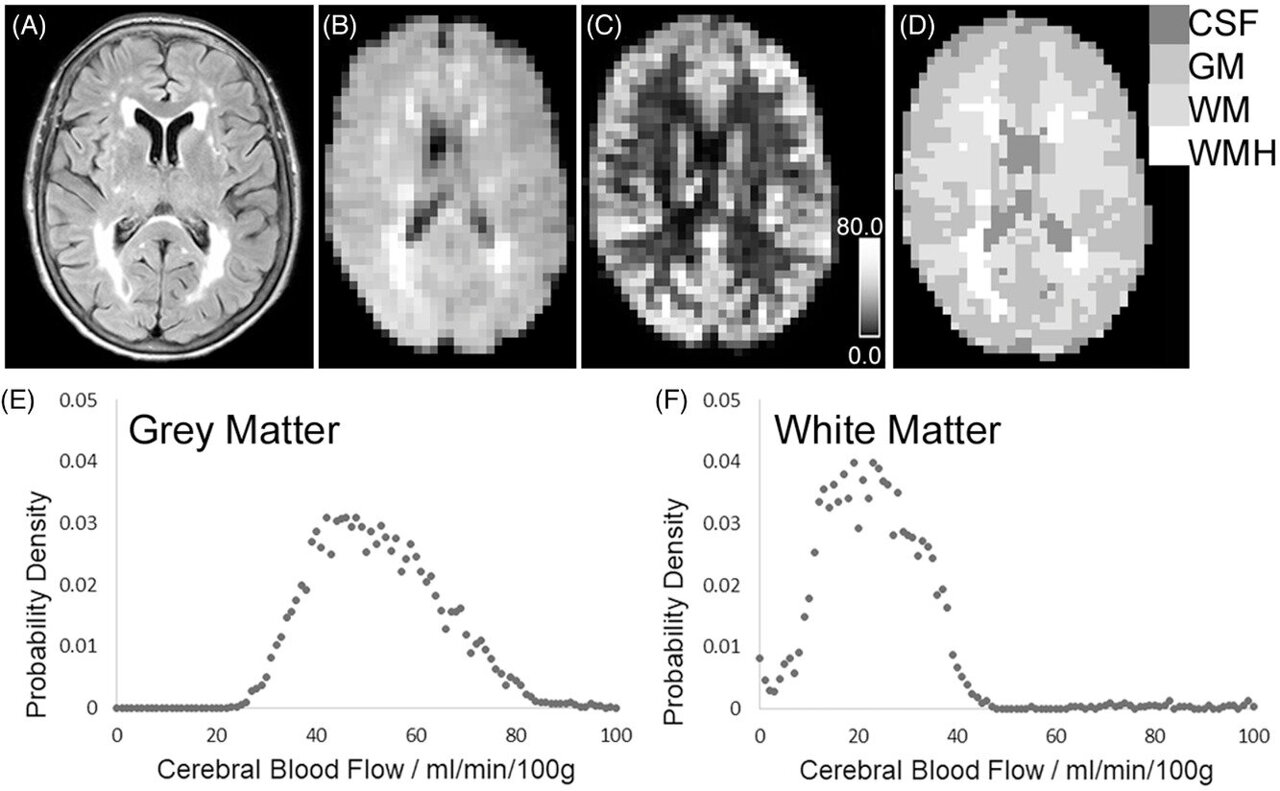 (A)
(B)
(C)
80.0
0.0
(D)
CSF
GM
WM
WMH
(E)
Grey Matter
Probability Density
0.05
0.04
0.03
0.02
0.01
0
0 20 40 60 80 100
Cerebral Blood Flow / ml/min/100g
(F)
White Matter
Probability Density
0.05
0.04
0.03
0.02
0.01
0
0 20 40 60 80 100
Cerebral Blood Flow / ml/min/100g